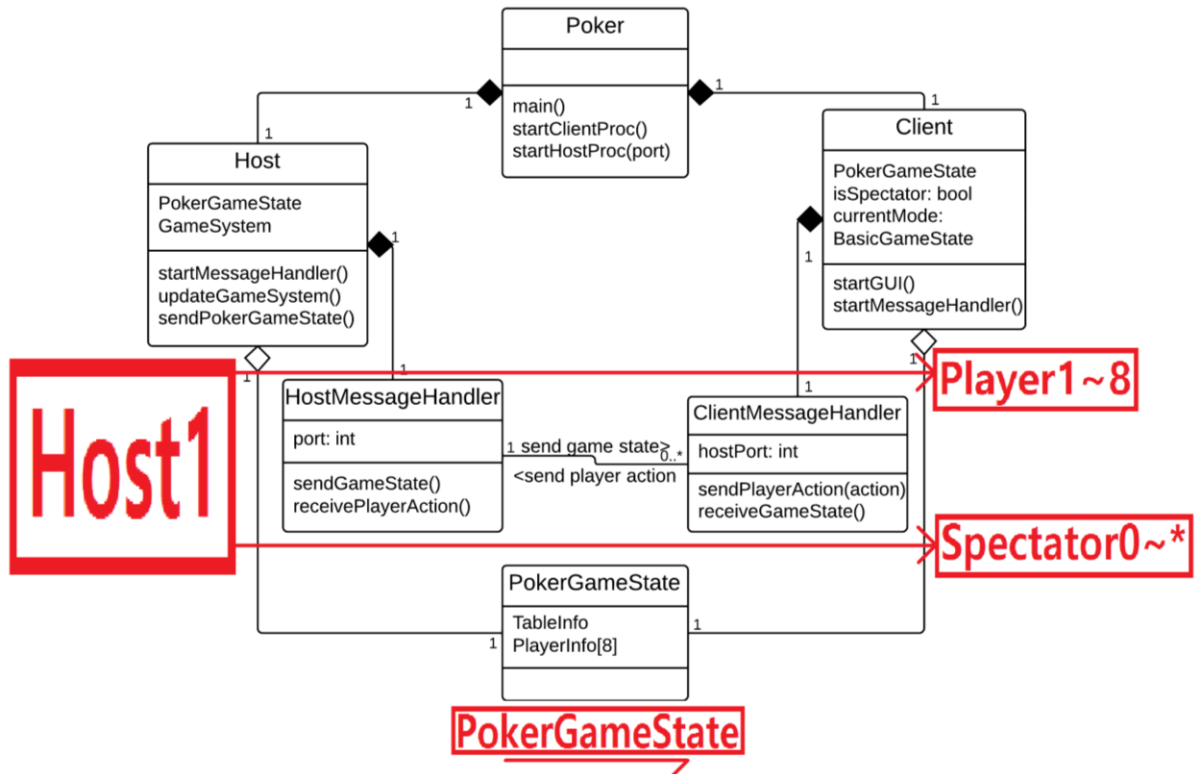 Poker
main()
startClientProc()
startHostProc(port)
1
1
1
1
Host
PokerGameState
GameSystem
startMessageHandler()
updateGameSystem()
sendPokerGameState()
1
1
Client
PokerGameState
isSpectator: bool
currentMode:
BasicGameState
startGUI()
startMessageHandler()
1
1
Host1
1
HostMessageHandler
port: int
sendGameState()
receivePlayerAction()
1 send game state>
0..*
<send player action
1
ClientMessageHandler
hostPort: int
sendPlayerAction(action)
receiveGameState()
Player1~8
Spectator0~*
PokerGameState
TableInfo
PlayerInfo[8]
1
1
PokerGameState